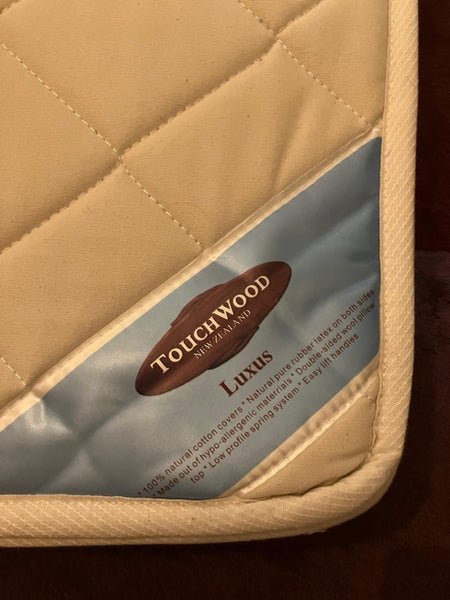 TOUCHWOOD
NEW ZEALAND
Luxus
* 100% natural cotton covers * Natural pure rubber latex on both sides
* Made out of hypo-allergenic materrials * Double-sided wool pillow
top * Low profile spring system * Easy lift handles